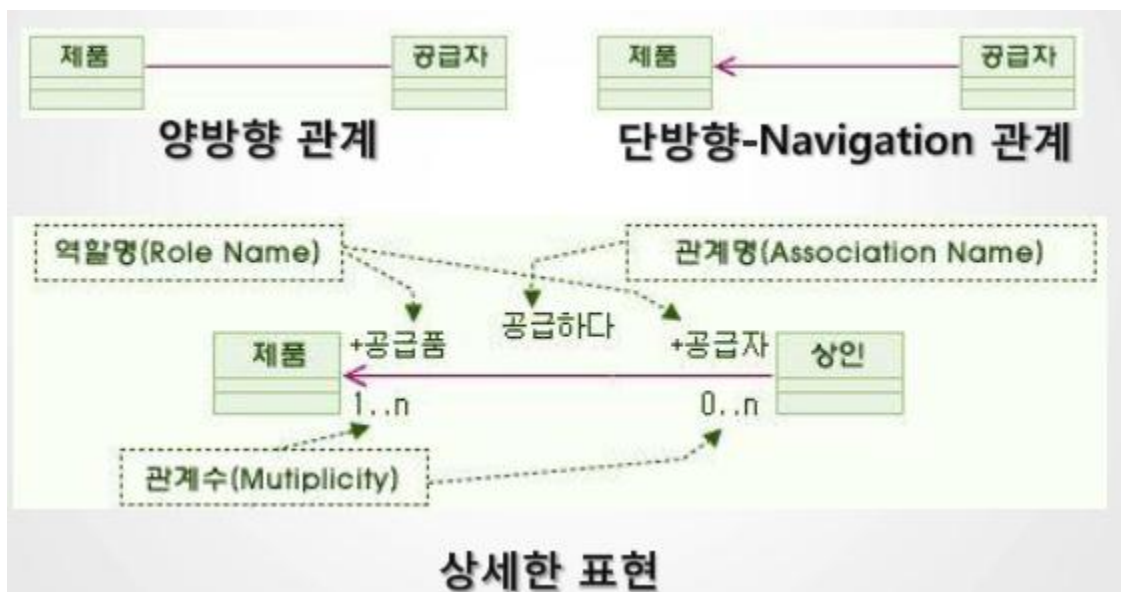 제품
공급자
제품
공급자
양방향 관계
단방향-Navigation 관계
역할명(Role Name)
관계명(Association Name)
공급하다
제품
+공급품
+공급자
상인
1..n
0..n
관계수(Mutiplicity)
상세한 표현